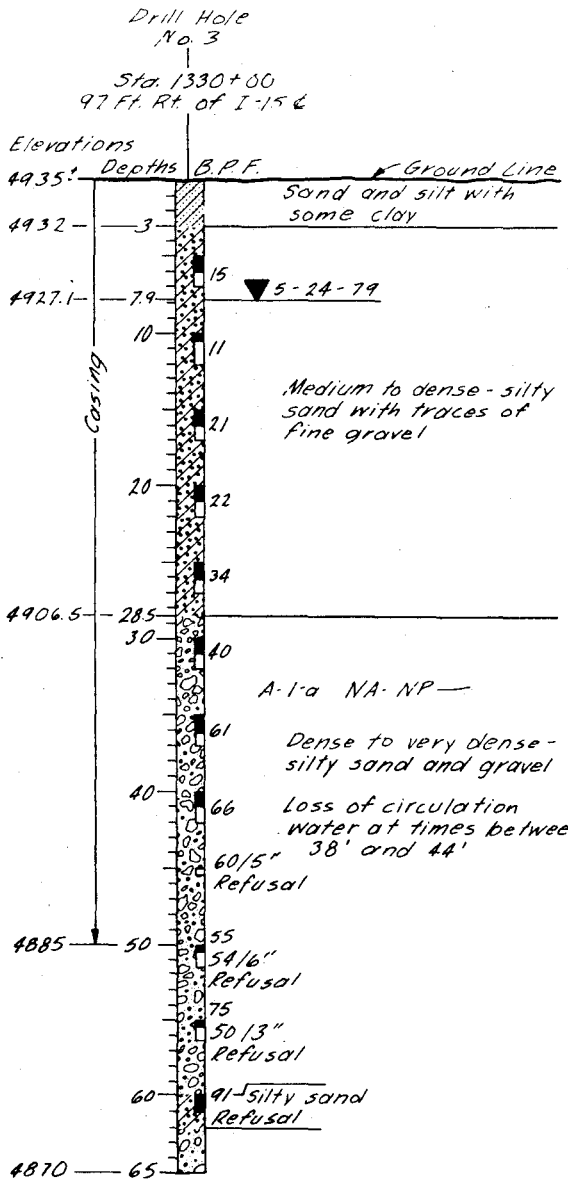 Drill Hole
No. 3
Sta. 1330+00
97 Ft. Rt. of I-15 ℄
Elevations
Depths B.P.F.
Ground Line
4935±
Sand and silt with
some clay
4932 3
15
4927.1 7.9 5-24-79
10
11
Casing
Medium to dense - silty
sand with traces of
fine gravel
21
20
22
34
4906.5 28.5
30
40
A-1-a NA-NP
61
Dense to very dense -
silty sand and gravel
40
66
Loss of circulation
water at times betwee
38' and 44'
60/5"
Refusal
4885 50
55
54/6"
Refusal
75
50/3"
Refusal
60 91 Silty sand
Refusal
4870 65